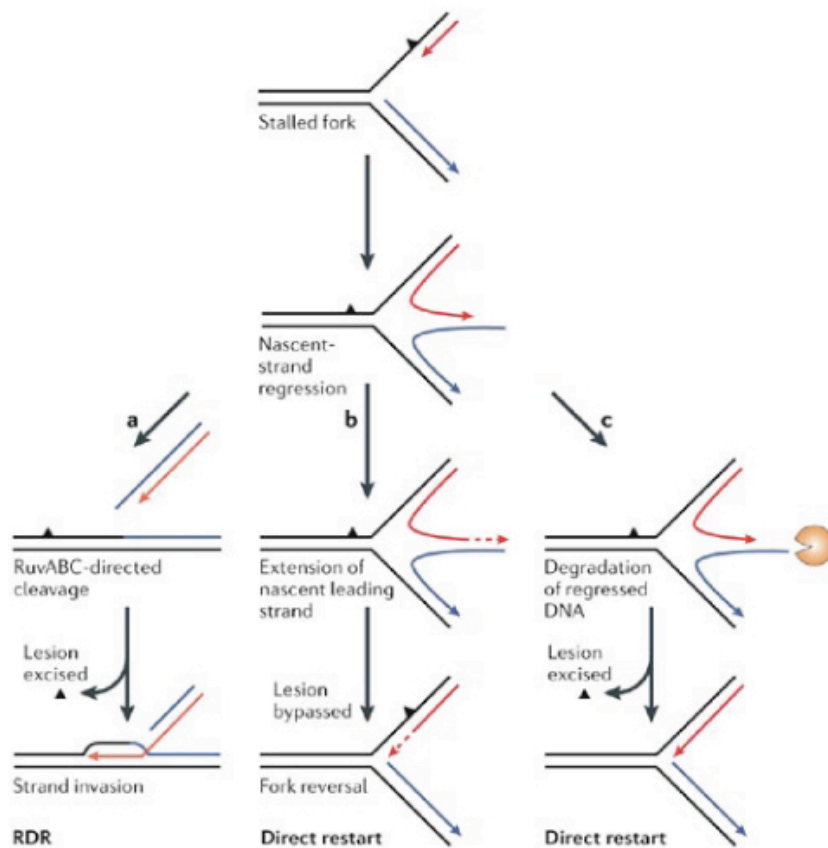 Stalled fork
Nascent-
strand
regression
a
b
c
RuvABC-directed
cleavage
Extension of
nascent leading
strand
Degradation
of regressed
DNA
Lesion
excised
Lesion
bypassed
Lesion
excised
Strand invasion
Fork reversal
RDR
Direct restart
Direct restart